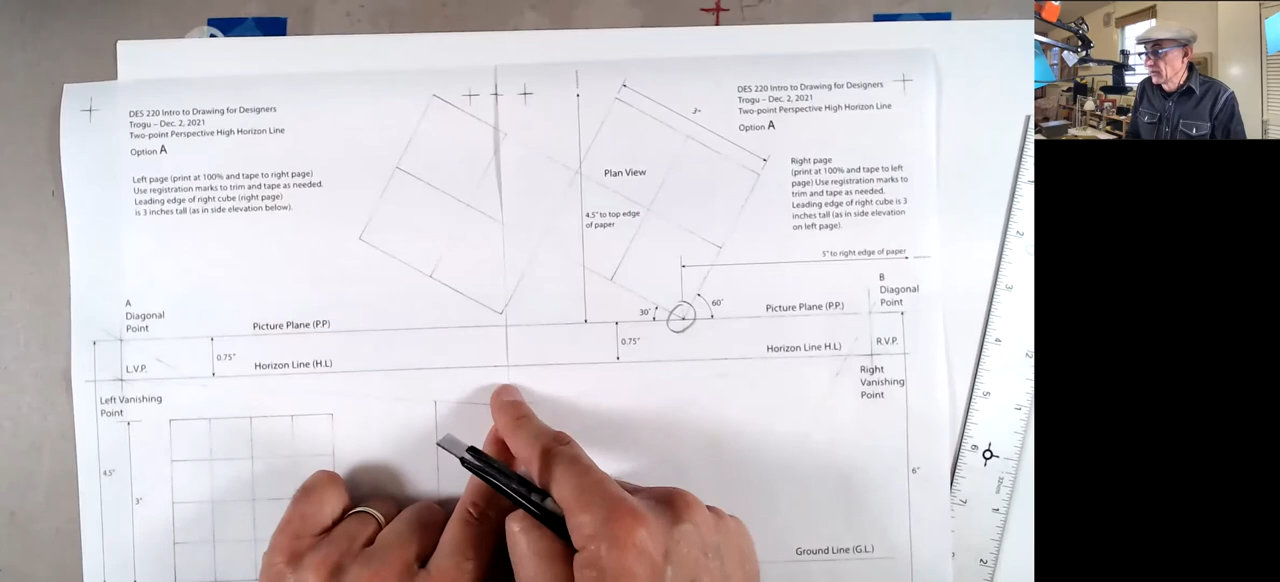 DES 220 Intro to Drawing for Designers
Trogu – Dec. 2, 2021
Two-point Perspective High Horizon Line
Option A
Left page (print at 100% and tape to right page)
Use registration marks to trim and tape as needed.
Leading edge of right cube (right page)
is 3 inches tall (as in side elevation below).
A
Diagonal
Point
Picture Plane (P.P)
0.75"
L.V.P.
Horizon Line (H.L)
Left Vanishing
Point
4.5"
3"
3"
Plan View
4.5" to top edge
of paper
30°
60°
0.75"
DES 220 Intro to Drawing for Designers
Trogu – Dec. 2, 2021
Two-point Perspective High Horizon Line
Option A
Right page
(print at 100% and tape to left
page) Use registration marks to
trim and tape as needed.
Leading edge of right cube is 3
inches tall (as in side elevation
on left page).
5" to right edge of paper
B
Diagonal
Point
Picture Plane (P.P.)
Horizon Line H.L)
R.V.P.
Right
Vanishing
Point
6"
Ground Line (G.L.)
2
3
4
5
6
7